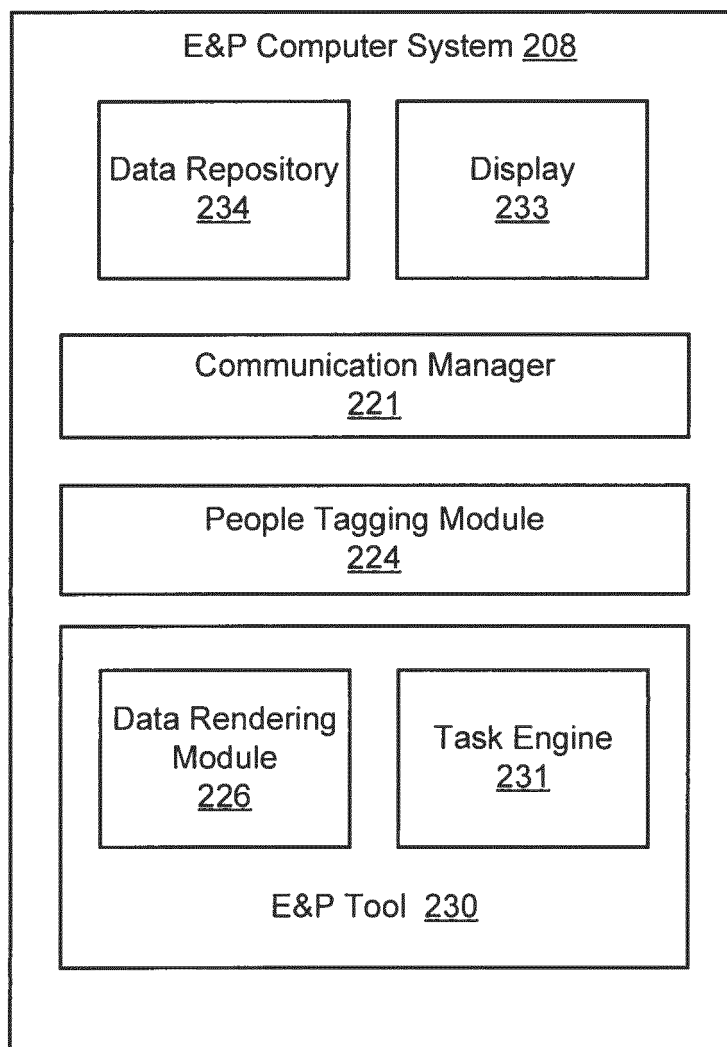 E&P Computer System 208
Data Repository
234
Display
233
Communication Manager
221
People Tagging Module
224
Data Rendering
Module
226
Task Engine
231
E&P Tool 230